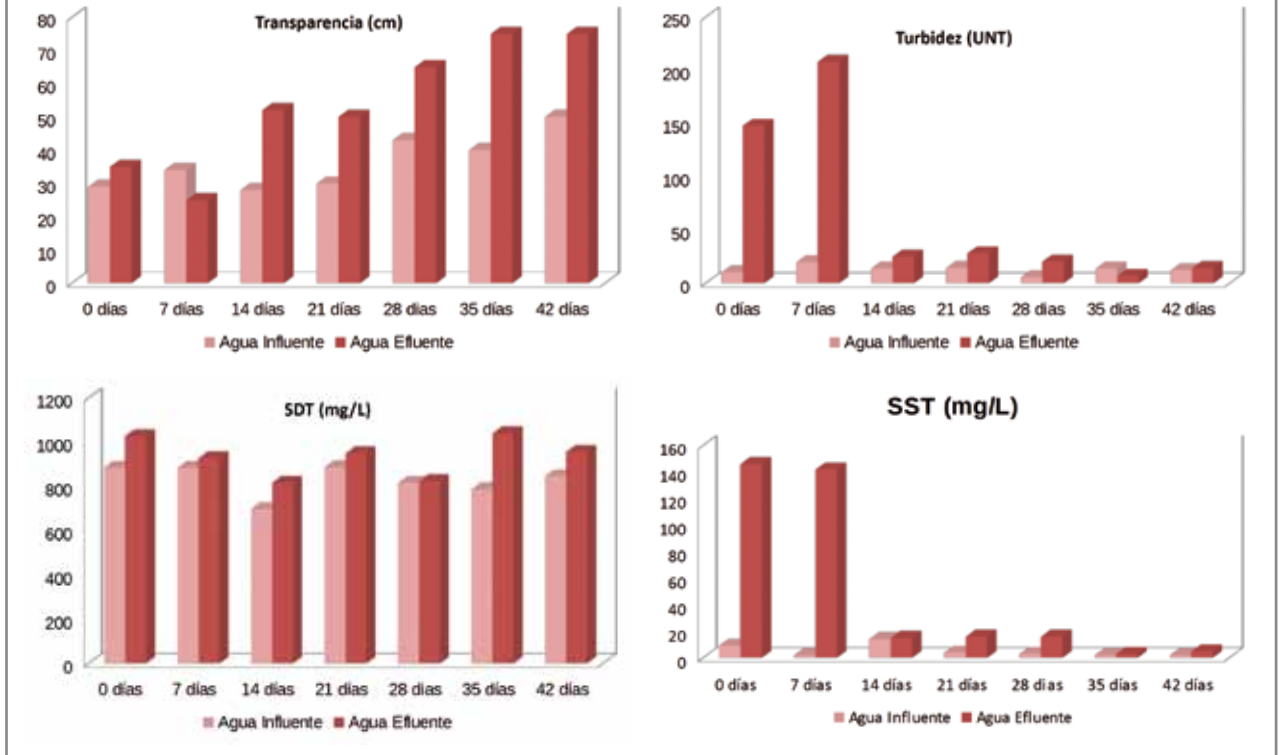 Transparencia (cm)
80
70
60
50
40
30
20
10
0
0 días 7 días 14 días 21 días 28 días 35 días 42 días
Agua Influente Agua Efluente
Turbidez (UNT)
250
200
150
100
50
0
0 días 7 días 14 días 21 días 28 días 35 días 42 días
Agua Influente Agua Efluente
SDT (mg/L)
1200
1000
800
600
400
200
0
0 días 7 días 14 días 21 días 28 días 35 días 42 días
Agua Influente Agua Efluente
SST (mg/L)
160
140
120
100
80
60
40
20
0
0 días 7 días 14 días 21 días 28 días 35 días 42 días
Agua Influente Agua Efluente